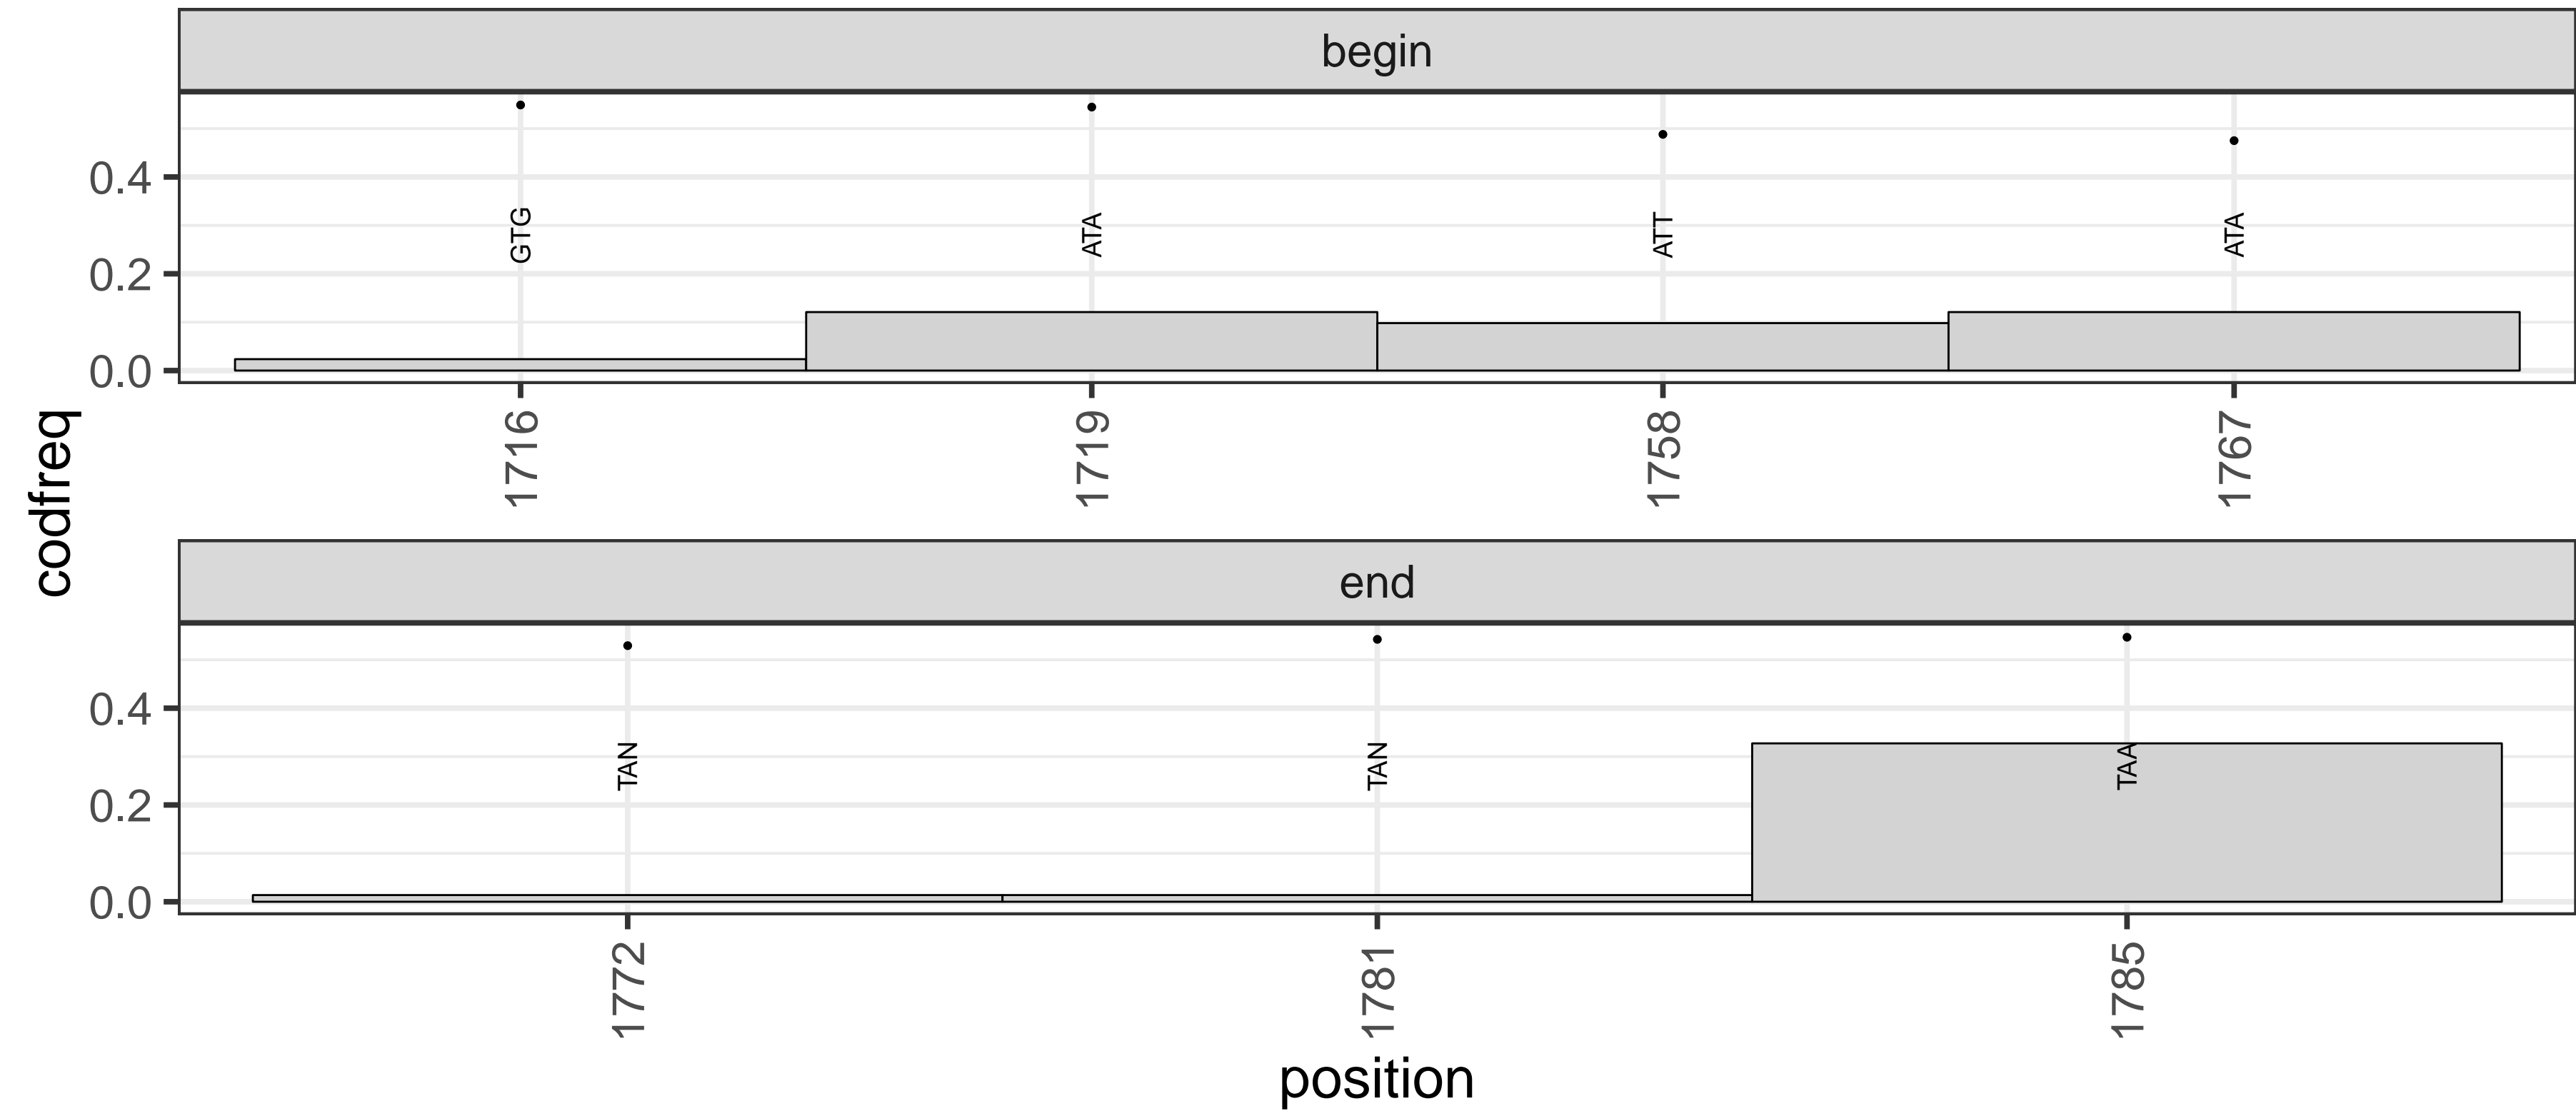 begin
0.4
0.2
0.0
GTG
ATA
ATT
ATA
1716
1719
1758
1767
codfreq
end
0.4
0.2
0.0
TAN
TAN
TAA
1772
1781
1785
position